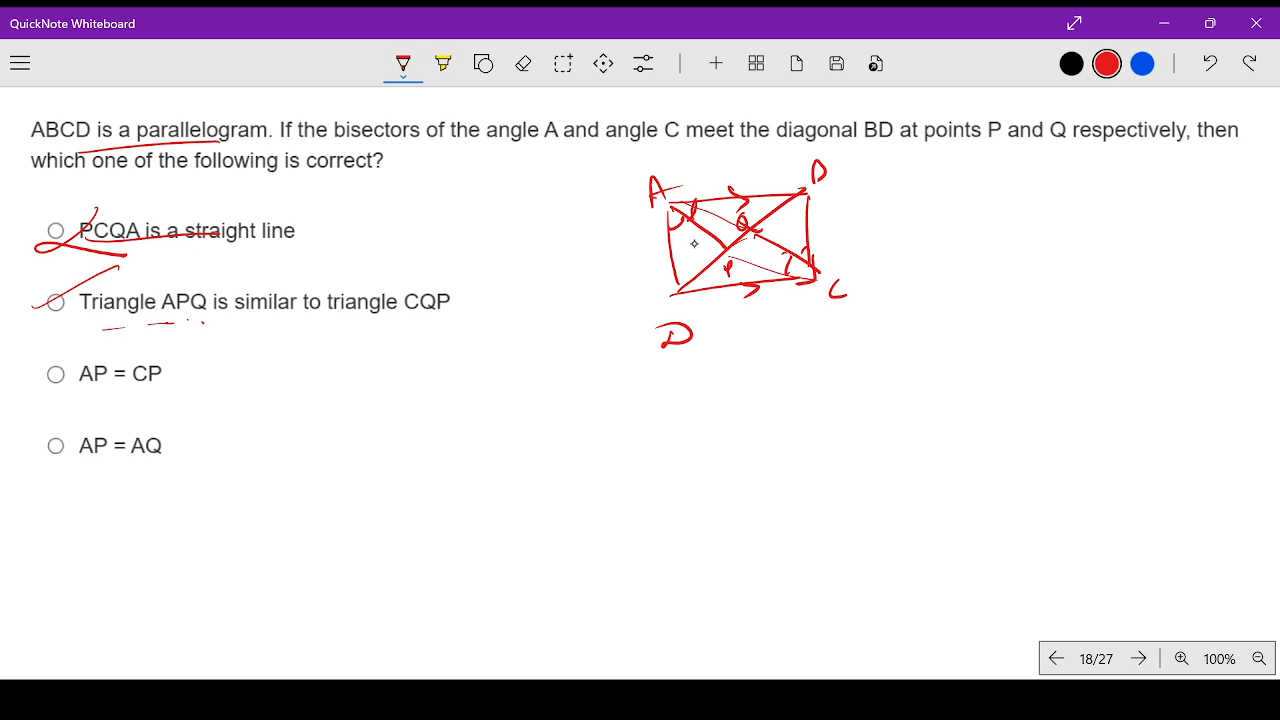 QuickNote Whiteboard
ABCD is a parallelogram. If the bisectors of the angle A and angle C meet the diagonal BD at points P and Q respectively, then
which one of the following is correct?
PCQA is a straight line
Triangle APQ is similar to triangle CQP
AP = CP
AP = AQ
A
Q
P
C
D
18/27
100%